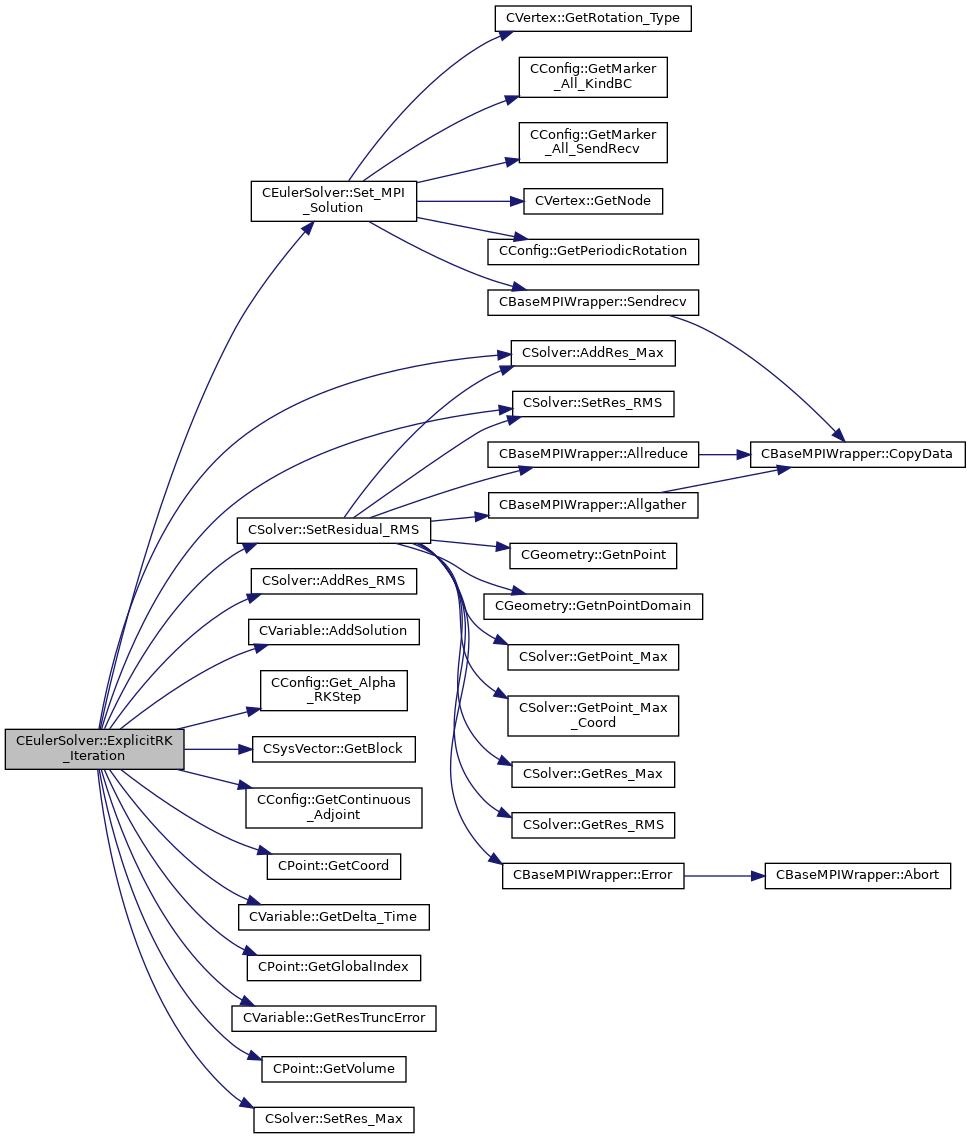 CVertex::GetRotation_Type
CConfig::GetMarker
_All_KindBC
CConfig::GetMarker
_All_SendRecv
CEulerSolver::Set_MPI
_Solution
CVertex::GetNode
CConfig::GetPeriodicRotation
CBaseMPIWrapper::Sendrecv
CSolver::AddRes_Max
CSolver::SetRes_RMS
CBaseMPIWrapper::Allreduce
CBaseMPIWrapper::CopyData
CBaseMPIWrapper::Allgather
CSolver::SetResidual_RMS
CGeometry::GetnPoint
CSolver::AddRes_RMS
CGeometry::GetnPointDomain
CVariable::AddSolution
CSolver::GetPoint_Max
CConfig::Get_Alpha
_RKStep
CSolver::GetPoint_Max
_Coord
CEulerSolver::ExplicitRK
_Iteration
CSysVector::GetBlock
CSolver::GetRes_Max
CConfig::GetContinuous
_Adjoint
CSolver::GetRes_RMS
CPoint::GetCoord
CBaseMPIWrapper::Error
CBaseMPIWrapper::Abort
CVariable::GetDelta_Time
CPoint::GetGlobalIndex
CVariable::GetResTruncError
CPoint::GetVolume
CSolver::SetRes_Max